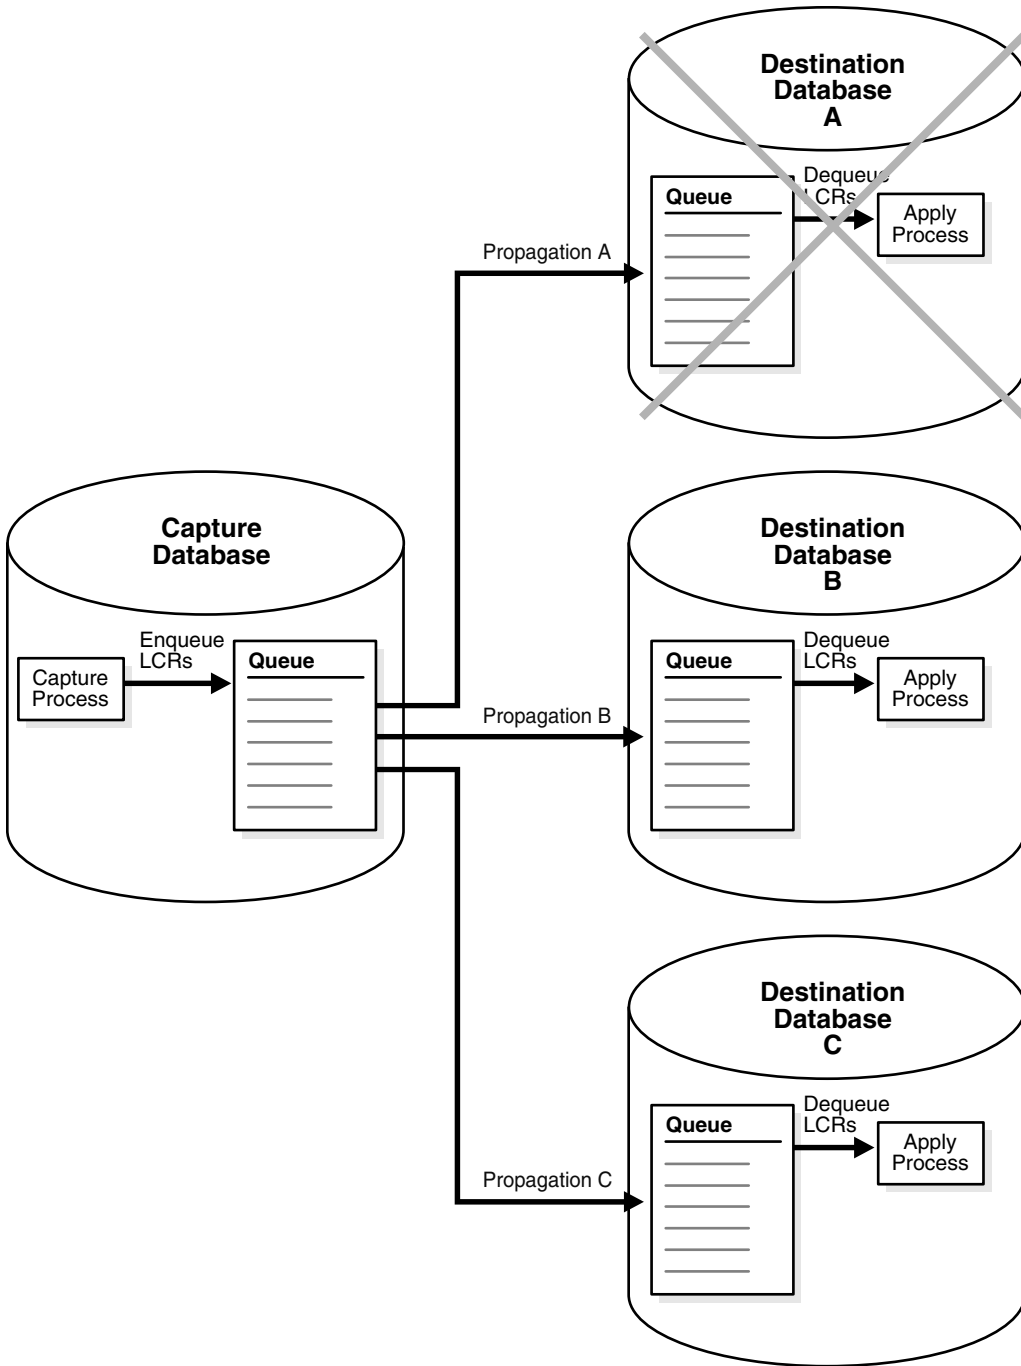 Destination
Database
A
Dequeue
LCRs
Queue
Apply
Process
Propagation A
Capture
Database
Enqueue
LCRs
Queue
Capture
Process
Propagation B
Destination
Database
B
Dequeue
LCRs
Queue
Apply
Process
Destination
Database
C
Dequeue
LCRs
Queue
Apply
Process
Propagation C